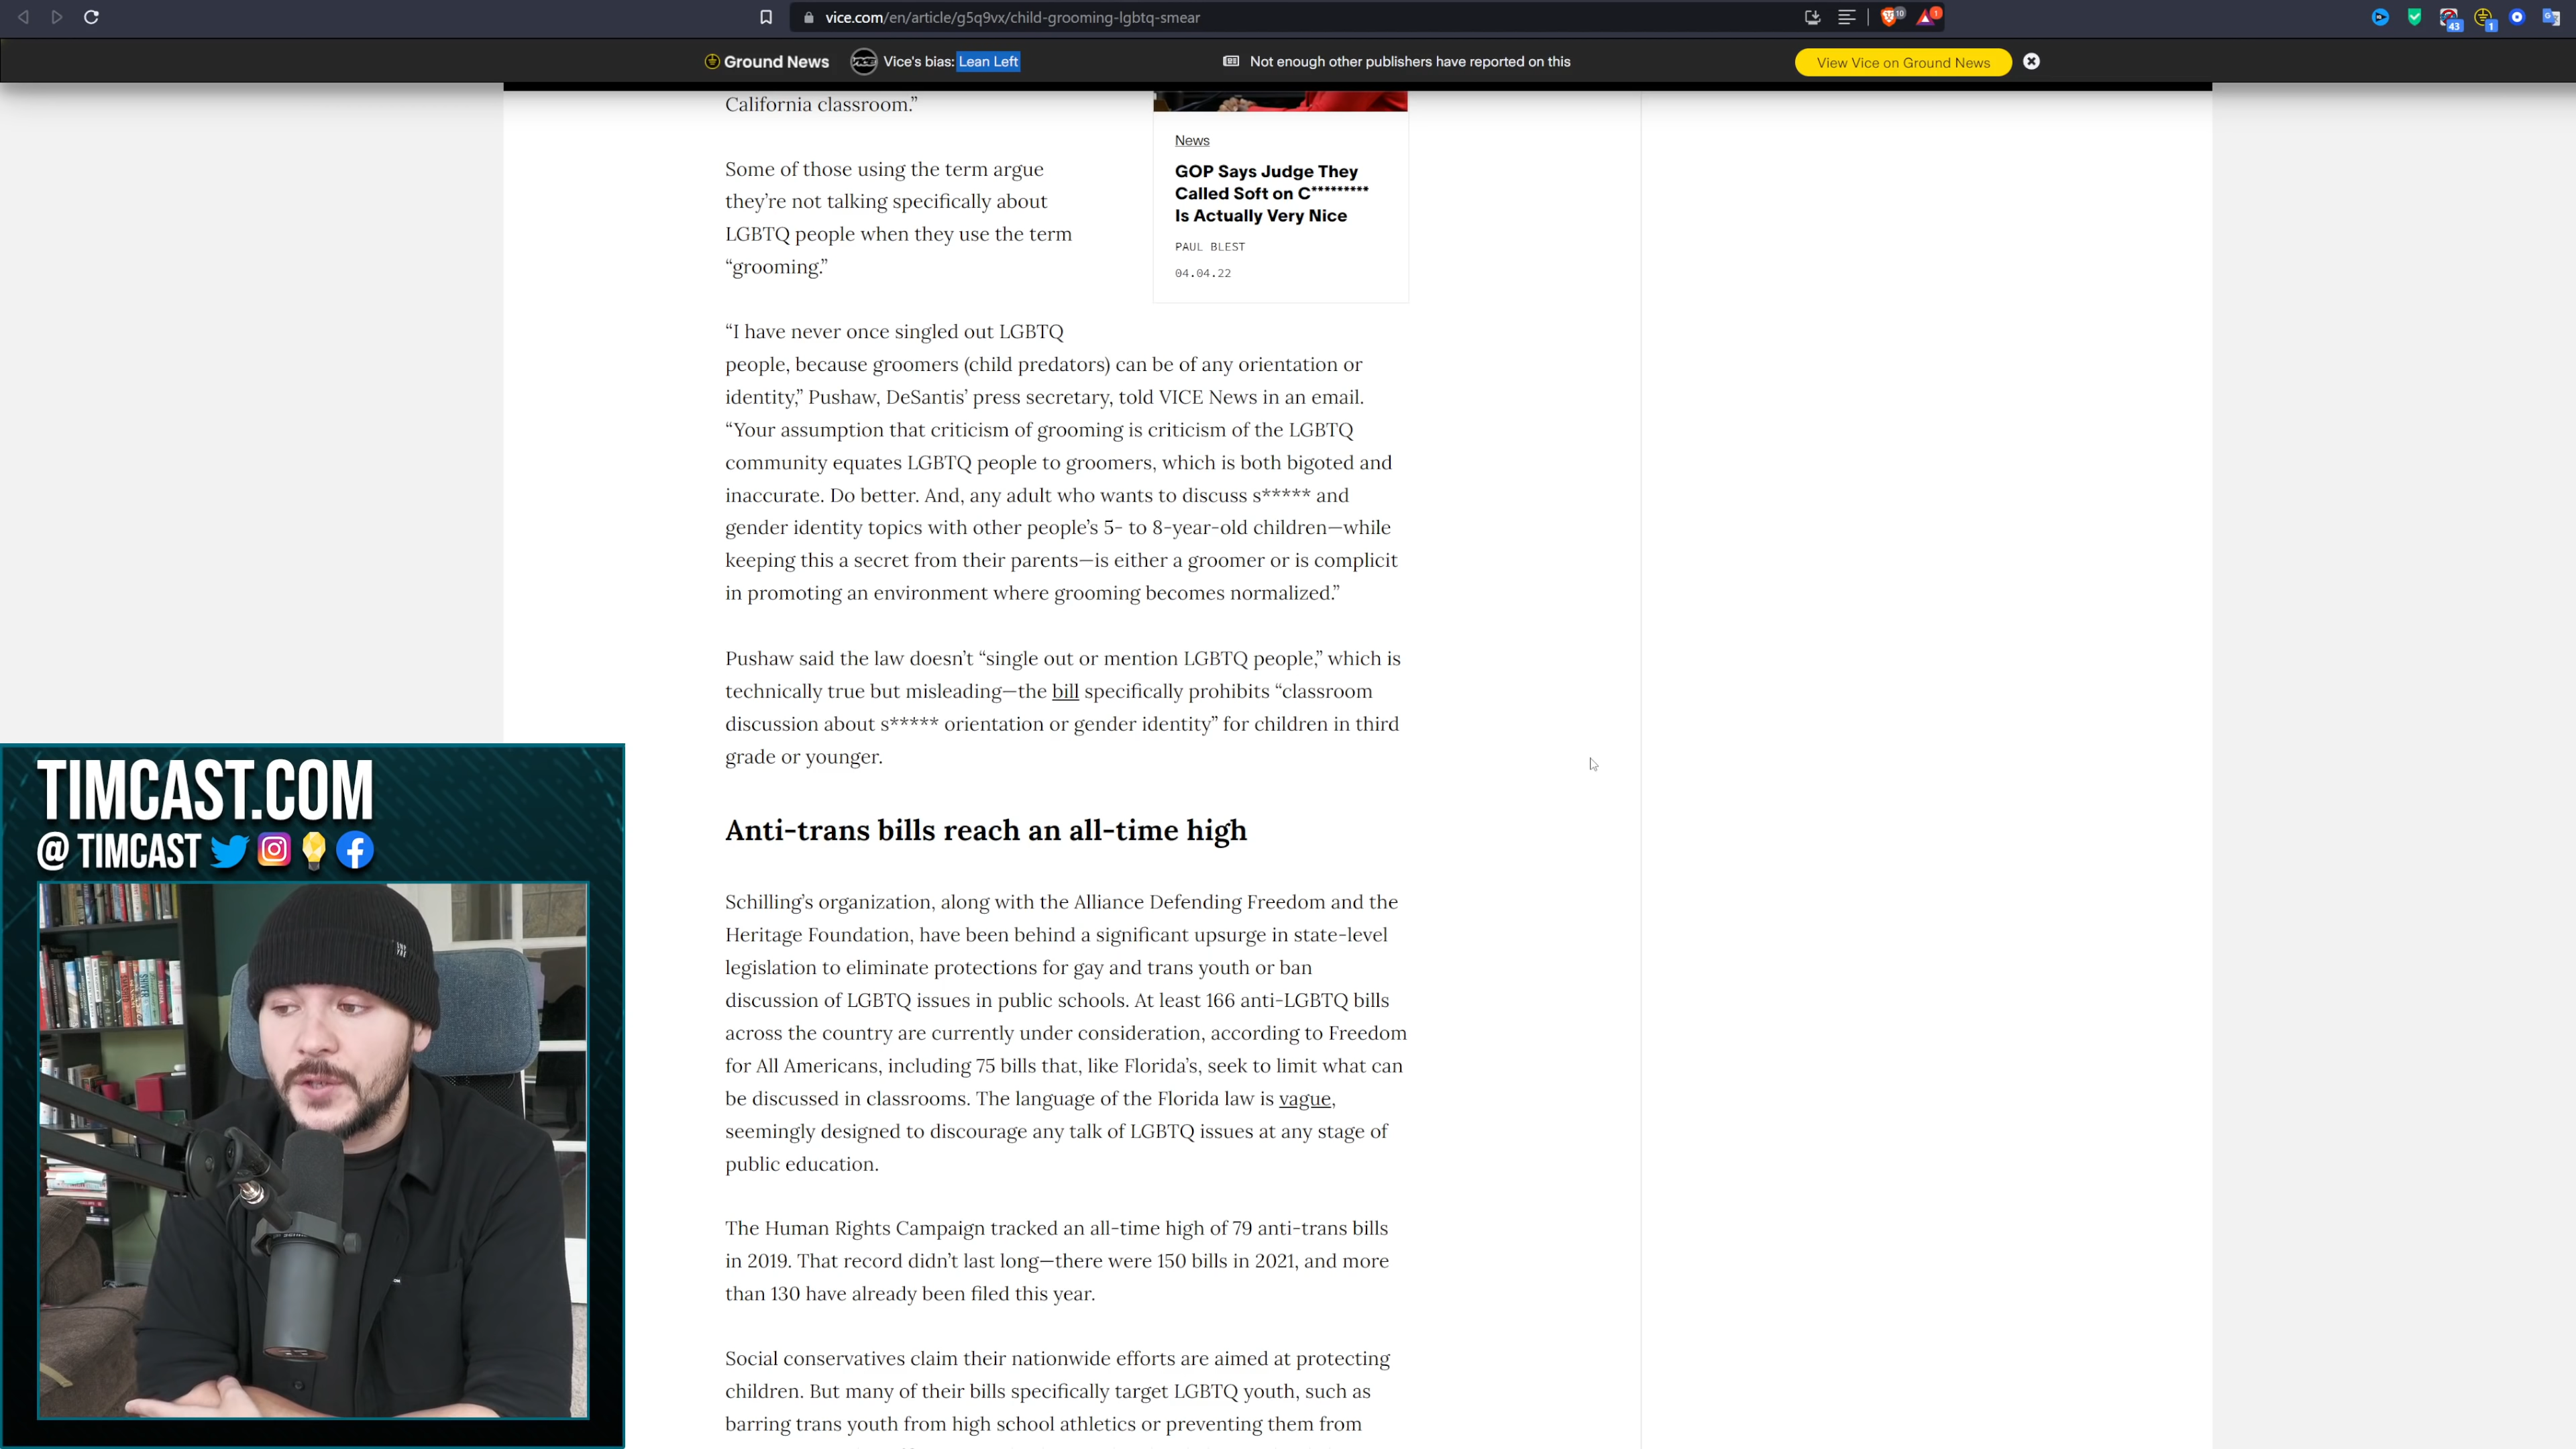 vice.com/en/article/g5q9vx/child-grooming-lgbtq-smear
10
1
43
1
Ground News
VICE
Vice's bias: Lean Left
Not enough other publishers have reported on this
View Vice on Ground News
California classroom.”
Some of those using the term argue
they’re not talking specifically about
LGBTQ people when they use the term
“grooming.”
News
GOP Says Judge They
Called Soft on C*********
Is Actually Very Nice
PAUL BLEST
04.04.22
“I have never once singled out LGBTQ
people, because groomers (child predators) can be of any orientation or
identity,” Pushaw, DeSantis’ press secretary, told VICE News in an email.
“Your assumption that criticism of grooming is criticism of the LGBTQ
community equates LGBTQ people to groomers, which is both bigoted and
inaccurate. Do better. And, any adult who wants to discuss s***** and
gender identity topics with other people’s 5- to 8-year-old children—while
keeping this a secret from their parents—is either a groomer or is complicit
in promoting an environment where grooming becomes normalized.”
Pushaw said the law doesn’t “single out or mention LGBTQ people,” which is
technically true but misleading—the bill specifically prohibits “classroom
discussion about s***** orientation or gender identity” for children in third
grade or younger.
Anti-trans bills reach an all-time high
Schilling’s organization, along with the Alliance Defending Freedom and the
Heritage Foundation, have been behind a significant upsurge in state-level
legislation to eliminate protections for gay and trans youth or ban
discussion of LGBTQ issues in public schools. At least 166 anti-LGBTQ bills
across the country are currently under consideration, according to Freedom
for All Americans, including 75 bills that, like Florida’s, seek to limit what can
be discussed in classrooms. The language of the Florida law is vague,
seemingly designed to discourage any talk of LGBTQ issues at any stage of
public education.
The Human Rights Campaign tracked an all-time high of 79 anti-trans bills
in 2019. That record didn’t last long—there were 150 bills in 2021, and more
than 130 have already been filed this year.
Social conservatives claim their nationwide efforts are aimed at protecting
children. But many of their bills specifically target LGBTQ youth, such as
barring trans youth from high school athletics or preventing them from
TIMCAST.COM
@ TIMCAST